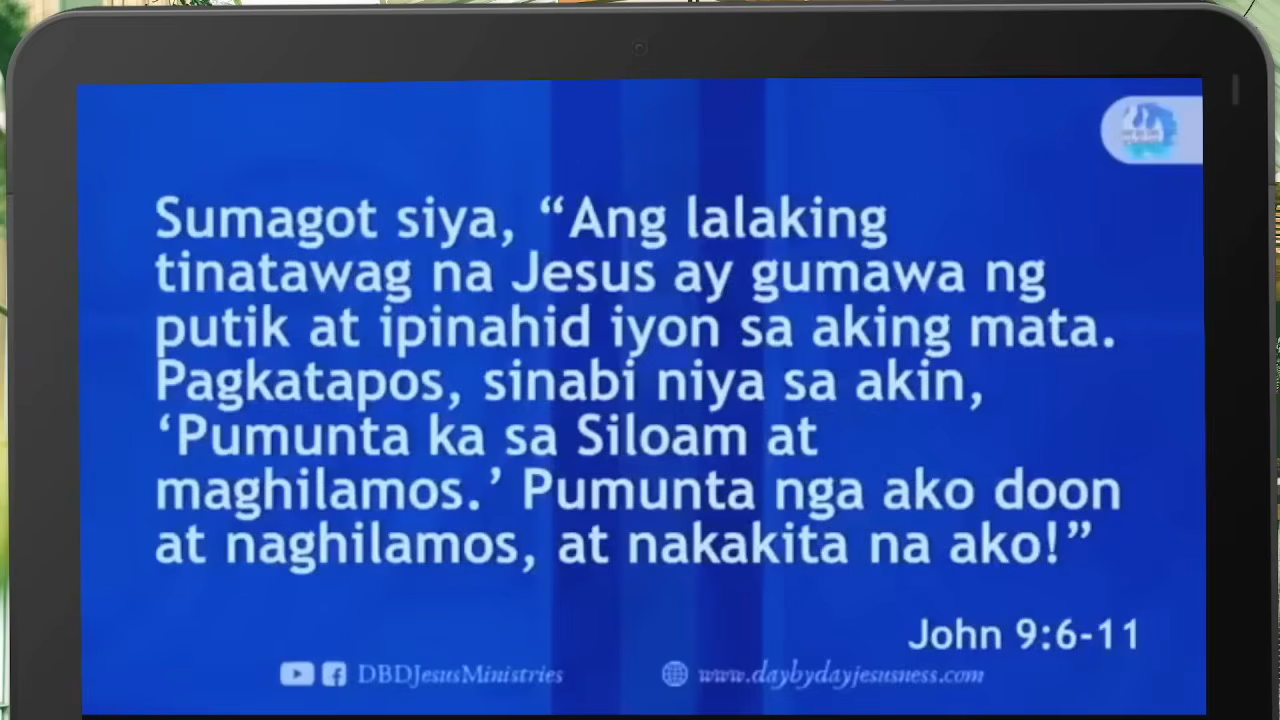 Sumagot siya, “Ang lalaking
tinatawag na Jesus ay gumawa ng
putik at ipinahid iyon sa aking mata.
Pagkatapos, sinabi niya sa akin,
‘Pumunta ka sa Siloam at
maghilamos.’ Pumunta nga ako doon
at naghilamos, at nakakita na ako!”
John 9:6-11
DBDJesusMinistries
www.daybydayjesusness.com